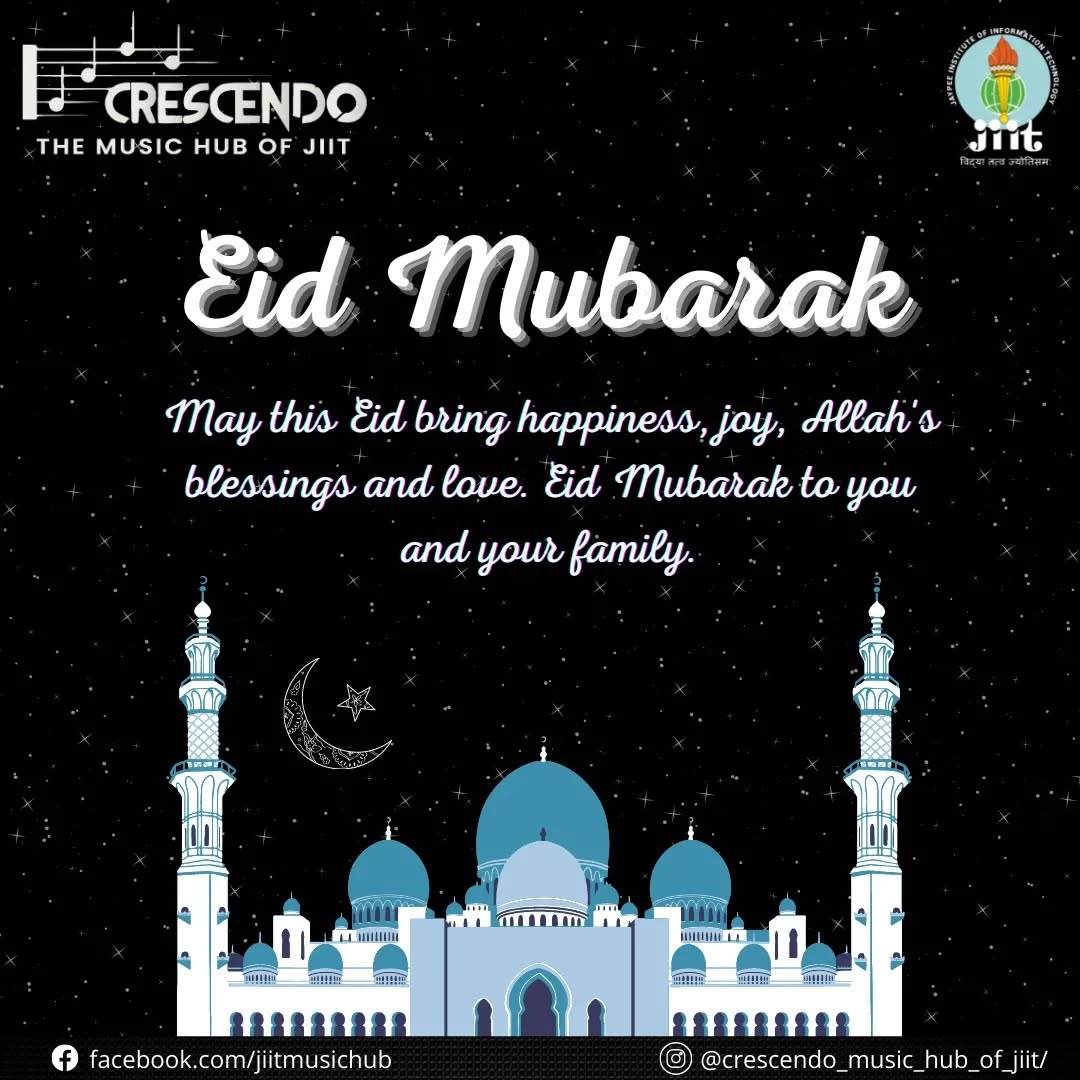 CRESCENDO
THE MUSIC HUB OF JIIT
JAYPEE INSTITUTE OF INFORMATION TECHNOLOGY
jiit
विद्या तत्व ज्योतिसमः
Eid Mubarak
May this Eid bring happiness, joy, Allah's
blessings and love. Eid Mubarak to you
and your family.
facebook.com/jiitmusichub
@crescendo_music_hub_of_jiit/